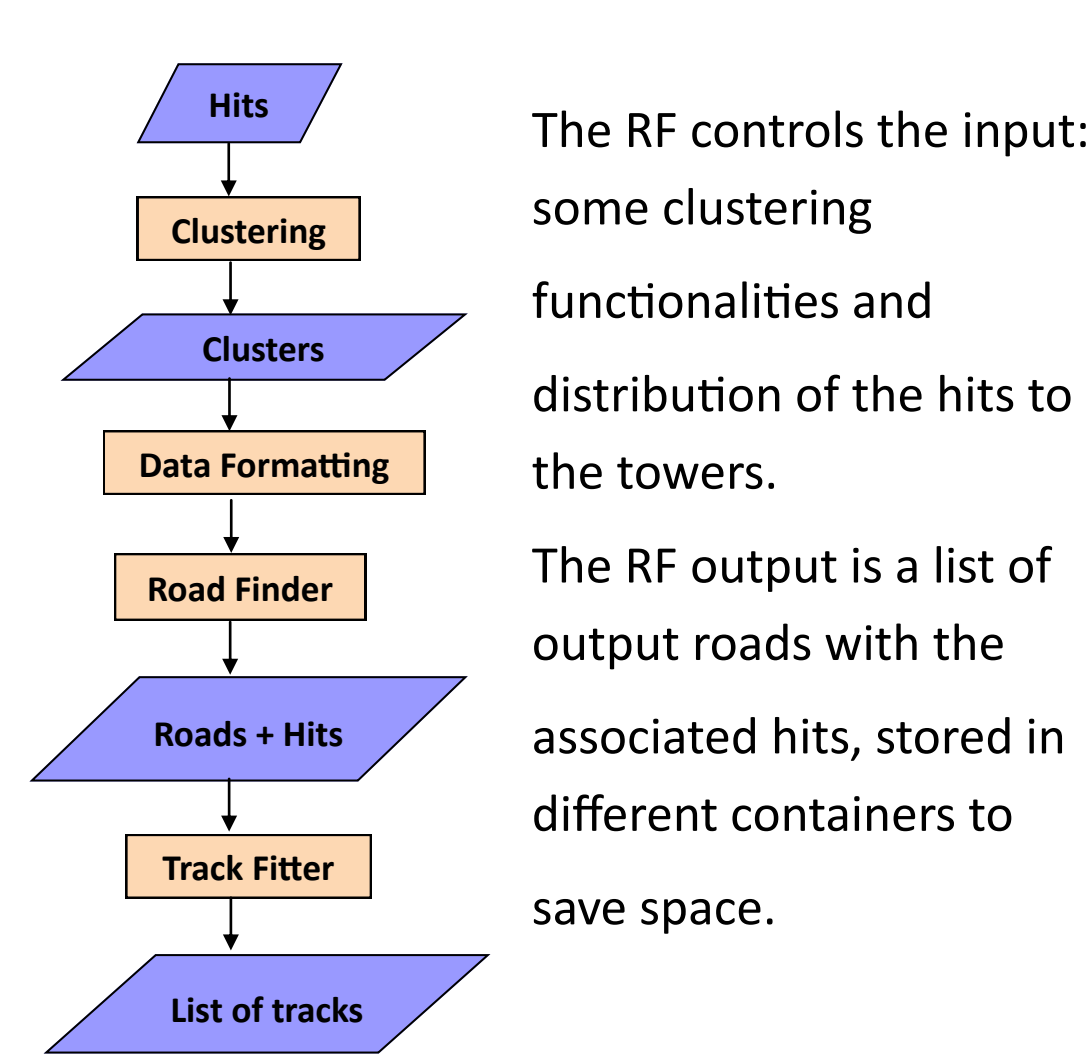 Hits
Clustering
Clusters
Data Formatting
Road Finder
Roads + Hits
Track Fitter
List of tracks
The RF controls the input:
some clustering
functionalities and
distribution of the hits to
the towers.
The RF output is a list of
output roads with the
associated hits, stored in
different containers to
save space.